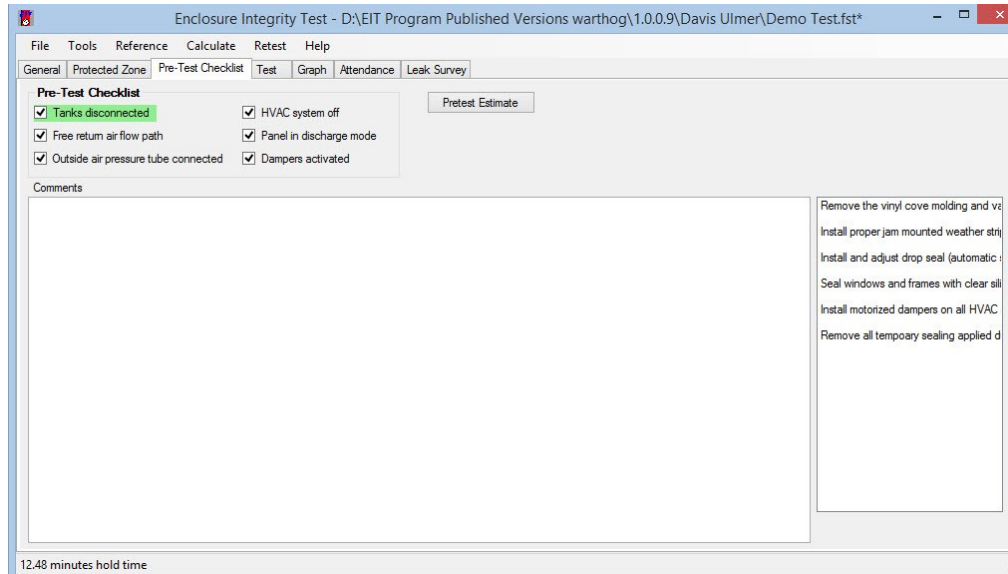 Enclosure Integrity Test - D:\EIT Program Published Versions warthog\1.0.0.9\Davis Ulmer\Demo Test.fst*
File Tools Reference Calculate Retest Help
General Protected Zone Pre-Test Checklist Test Graph Attendance Leak Survey
Pre-Test Checklist
Tanks disconnected HVAC system off Pretest Estimate
Free return air flow path Panel in discharge mode
Outside air pressure tube connected Dampers activated
Comments
Remove the vinyl cove molding and va
Install proper jam mounted weather strip
Install and adjust drop seal (automatic
Seal windows and frames with clear sili
Install motorized dampers on all HVAC
Remove all tempoary sealing applied d
12.48 minutes hold time